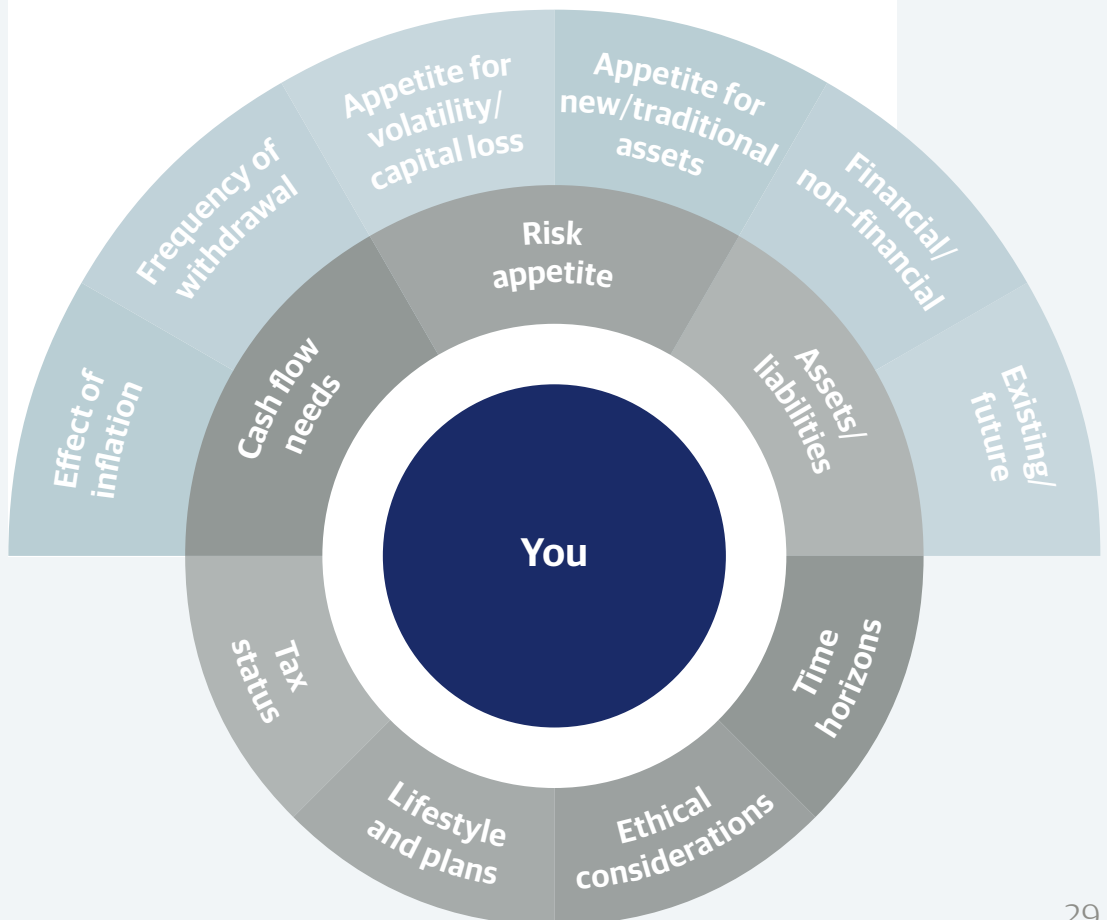 Appetite for
volatility/
capital loss
Appetite for
new/traditional
assets
Frequency of
withdrawal
Financial/
non-financial
Effect of
inflation
Existing/
future
Risk
appetite
Cash flow
needs
Assets/
liabilities
You
Tax
status
Time
horizons
Lifestyle
and plans
Ethical
considerations
29